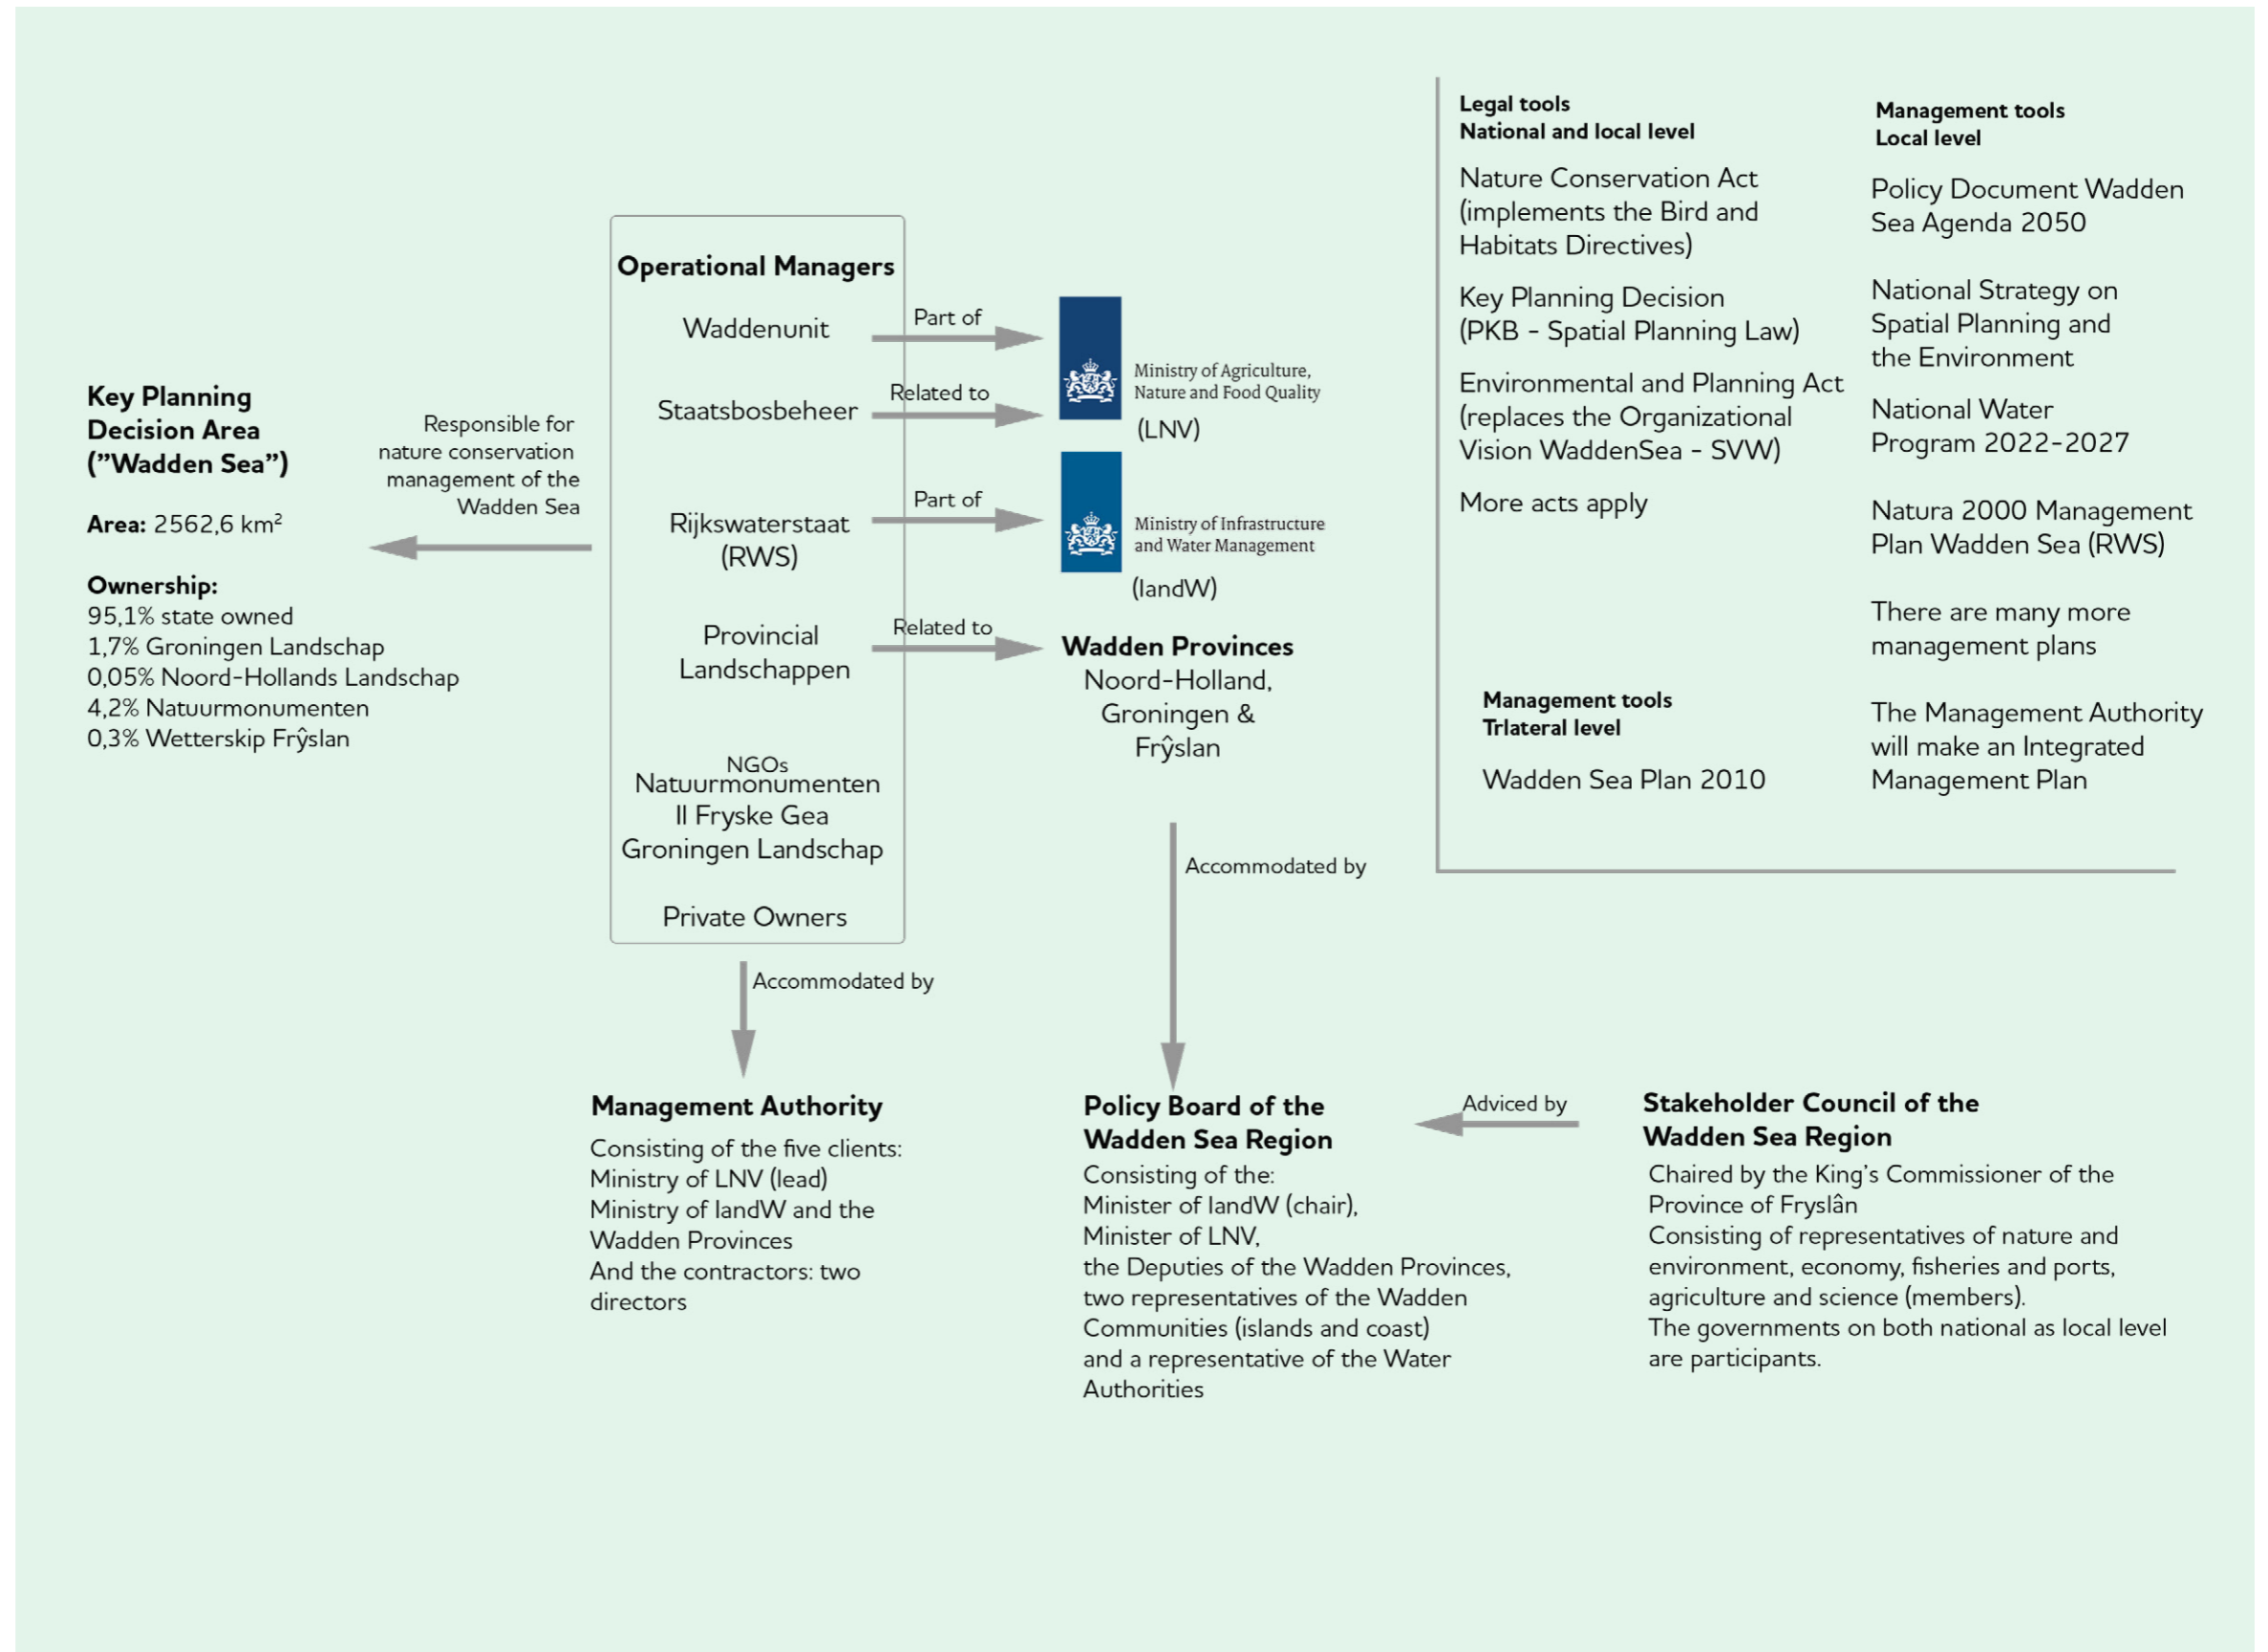 Key Planning
Decision Area
("Wadden Sea")
Area: 2562,6 km²
Ownership:
95,1% state owned
1,7% Groningen Landschap
0,05% Noord-Hollands Landschap
4,2% Natuurmonumenten
0,3% Wetterskip Frŷslan
Responsible for
nature conservation
management of the
Wadden Sea
Operational Managers
Waddenunit
Staatsbosbeheer
Rijkswaterstaat
(RWS)
Provincial
Landschappen
NGOs
Natuurmonumenten
Il Fryske Gea
Groningen Landschap
Private Owners
Part of
Related to
Part of
Related to
Ministry of Agriculture,
Nature and Food Quality
(LNV)
Ministry of Infrastructure
and Water Management
(IandW)
Wadden Provinces
Noord-Holland,
Groningen &
Frŷslan
Accommodated by
Accommodated by
Management Authority
Consisting of the five clients:
Ministry of LNV (lead)
Ministry of IandW and the
Wadden Provinces
And the contractors: two
directors
Policy Board of the
Wadden Sea Region
Consisting of the:
Minister of IandW (chair),
Minister of LNV,
the Deputies of the Wadden Provinces,
two representatives of the Wadden
Communities (islands and coast)
and a representative of the Water
Authorities
Adviced by
Stakeholder Council of the
Wadden Sea Region
Chaired by the King's Commissioner of the
Province of Fryslân
Consisting of representatives of nature and
environment, economy, fisheries and ports,
agriculture and science (members).
The governments on both national as local level
are participants.
Legal tools
National and local level
Nature Conservation Act
(implements the Bird and
Habitats Directives)
Key Planning Decision
(PKB - Spatial Planning Law)
Environmental and Planning Act
(replaces the Organizational
Vision WaddenSea - SVW)
More acts apply
Management tools
Trlateral level
Wadden Sea Plan 2010
Management tools
Local level
Policy Document Wadden
Sea Agenda 2050
National Strategy on
Spatial Planning and
the Environment
National Water
Program 2022-2027
Natura 2000 Management
Plan Wadden Sea (RWS)
There are many more
management plans
The Management Authority
will make an Integrated
Management Plan